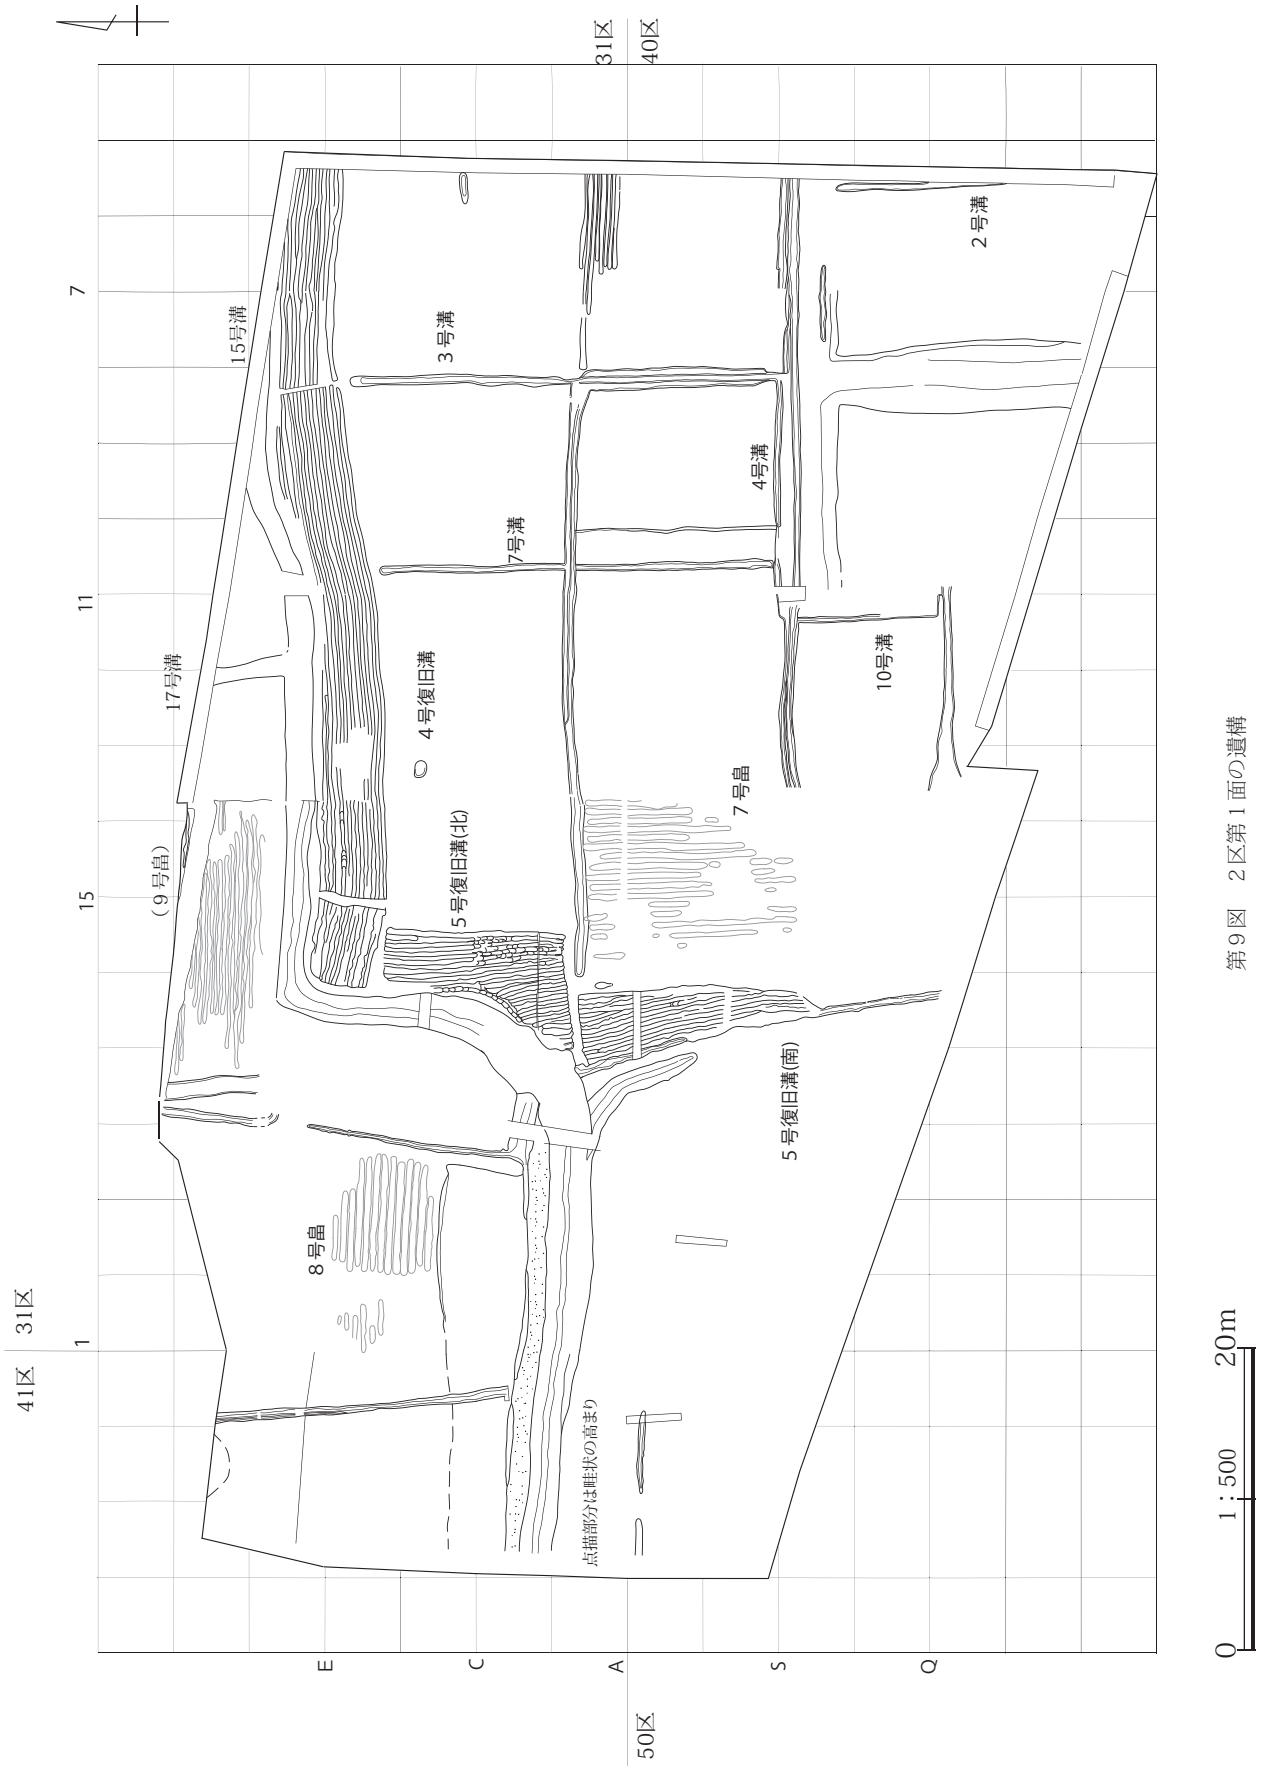 41区
31区
1
15
11
7
31区
40区
50区
E
C
A
S
Q
15号溝
17号溝
(9号畠)
3号溝
7号溝
4号復旧溝
5号復旧溝(北)
8号畠
2号溝
4号溝
10号溝
7号畠
5号復旧溝(南)
点描部分は畦状の高まり
0
1:500
20m
第9図 2区第1面の遺構